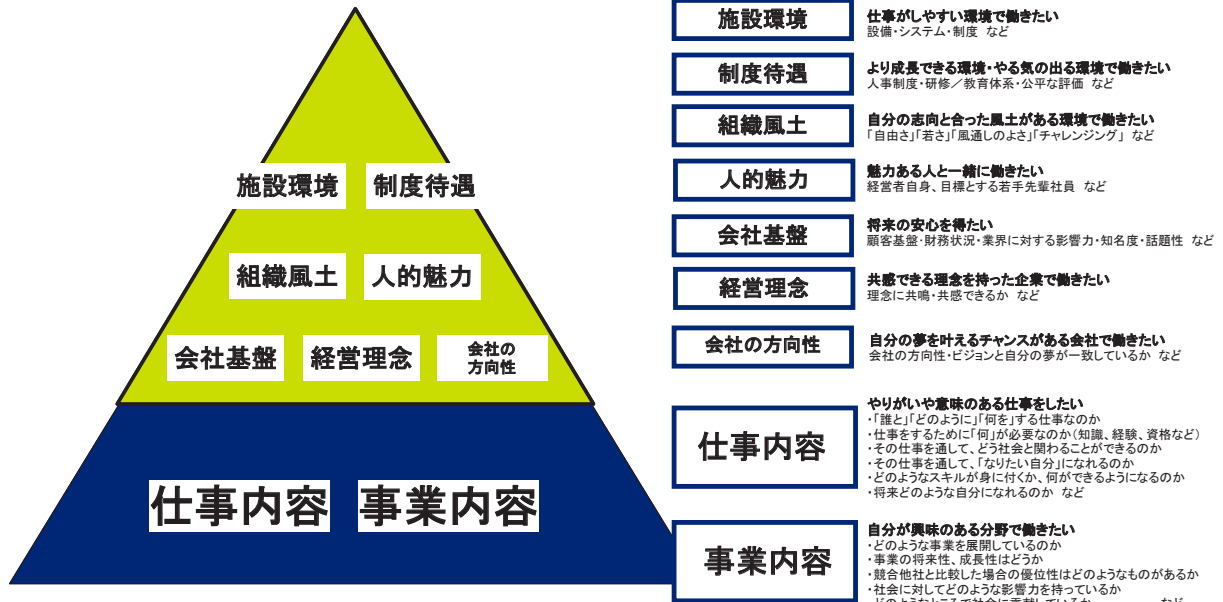 施設環境
制度待遇
組織風土
人的魅力
会社基盤
経営理念
会社の
方向性
仕事内容
事業内容
施設環境
仕事がしやすい環境で働きたい
設備・システム・制度 など
制度待遇
より成長できる環境・やる気の出る環境で働きたい
人事制度・研修／教育体系・公平な評価 など
組織風土
自分の志向と合った風土がある環境で働きたい
「自由さ」「若さ」「風通しのよさ」「チャレンジング」 など
人的魅力
魅力ある人と一緒に働きたい
経営者自身、目標とする若手先輩社員 など
会社基盤
将来の安心を得たい
顧客基盤・財務状況・業界に対する影響力・知名度・話題性 など
経営理念
共感できる理念を持った企業で働きたい
理念に共鳴・共感できるか など
会社の方向性
自分の夢を叶えるチャンスがある会社で働きたい
会社の方向性・ビジョンと自分の夢が一致しているか など
仕事内容
やりがいや意味のある仕事をしたい
・「誰と」「どのように」「何を」する仕事なのか
・仕事をするために「何」が必要なのか（知識、経験、資格など）
・その仕事を通して、どう社会と関わることができるのか
・その仕事を通して、「なりたい自分」になれるのか
・どのようなスキルが身に付くか、何ができるようになるのか
・将来どのような自分になれるのか など
事業内容
自分が興味のある分野で働きたい
・どのような事業を展開しているのか
・事業の将来性、成長性はどうか
・競合他社と比較した場合の優位性はどのようなものがあるか
・社会に対してどのような影響力を持っているか
・どのようなところで社会に貢献しているか など